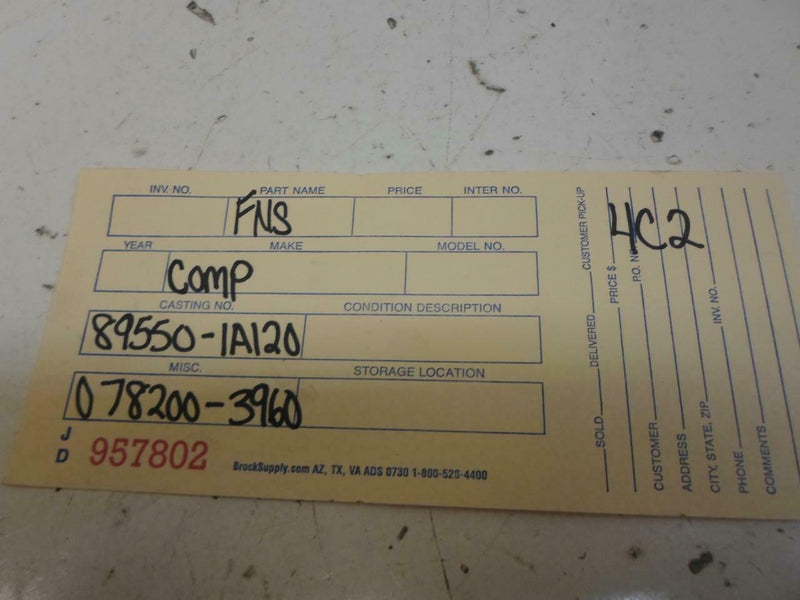 INV. NO. PART NAME PRICE INTER NO.
FNS
YEAR MAKE MODEL NO.
COMP
CASTING NO. CONDITION DESCRIPTION
89550-1A120
MISC. STORAGE LOCATION
078200-3960
J
D
957802
BrockSupply.com AZ, TX, VA ADS 0730 1-800-528-4400
4C2
SOLD DELIVERED CUSTOMER PICK-UP
PRICE $
P.O. N
CUSTOMER
ADDRESS
CITY, STATE, ZIP INV. NO.
PHONE
COMMENTS